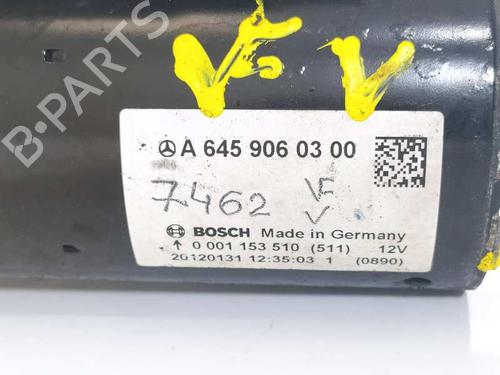 VF V
B-PARTS
A 645 906 03 00
7462 VF
V
BOSCH Made in Germany
0 001 153 510 (511) 12V
20120131 12:35:03 1 (0890)